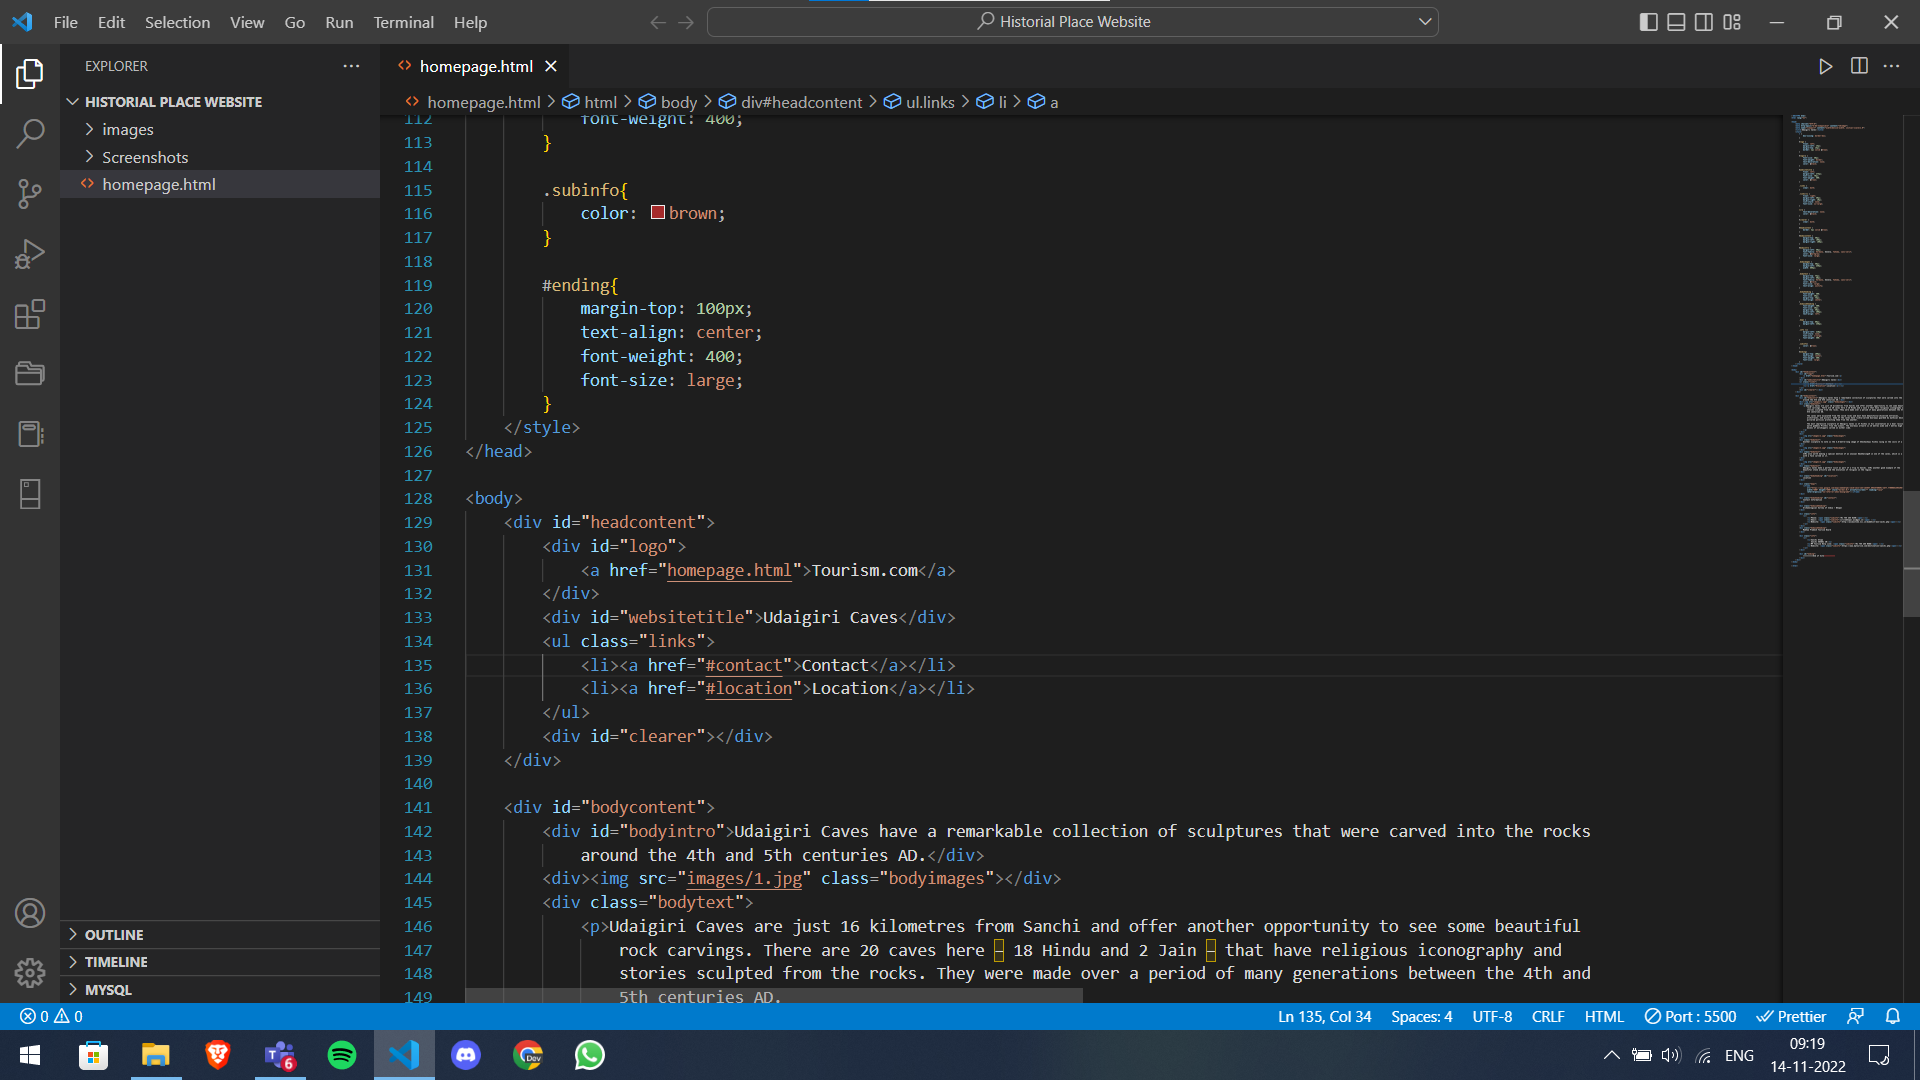 File Edit Selection View Go Run Terminal Help
Historial Place Website
EXPLORER
HISTORIAL PLACE WEBSITE
images
Screenshots
homepage.html
OUTLINE
TIMELINE
MYSQL
homepage.html
homepage.html > html > body > div#headcontent > ul.links > li > a
112 font-weight: 400;
113 }
114
115 .subinfo{
116 color: brown;
117 }
118
119 #ending{
120 margin-top: 100px;
121 text-align: center;
122 font-weight: 400;
123 font-size: large;
124 }
125 </style>
126 </head>
127
128 <body>
129 <div id="headcontent">
130 <div id="logo">
131 <a href="homepage.html">Tourism.com</a>
132 </div>
133 <div id="websitetitle">Udaigiri Caves</div>
134 <ul class="links">
135 <li><a href="#contact">Contact</a></li>
136 <li><a href="#location">Location</a></li>
137 </ul>
138 <div id="clearer"></div>
139 </div>
140
141 <div id="bodycontent">
142 <div id="bodyintro">Udaigiri Caves have a remarkable collection of sculptures that were carved into the rocks
143 around the 4th and 5th centuries AD.</div>
144 <div><img src="images/1.jpg" class="bodyimages"></div>
145 <div class="bodytext">
146 <p>Udaigiri Caves are just 16 kilometres from Sanchi and offer another opportunity to see some beautiful
147 rock carvings. There are 20 caves here – 18 Hindu and 2 Jain – that have religious iconography and
148 stories sculpted from the rocks. They were made over a period of many generations between the 4th and
149 5th centuries AD.
0 0 Ln 135, Col 34 Spaces: 4 UTF-8 CRLF HTML Port : 5500 Prettier
6 Dev ENG 09:19
14-11-2022